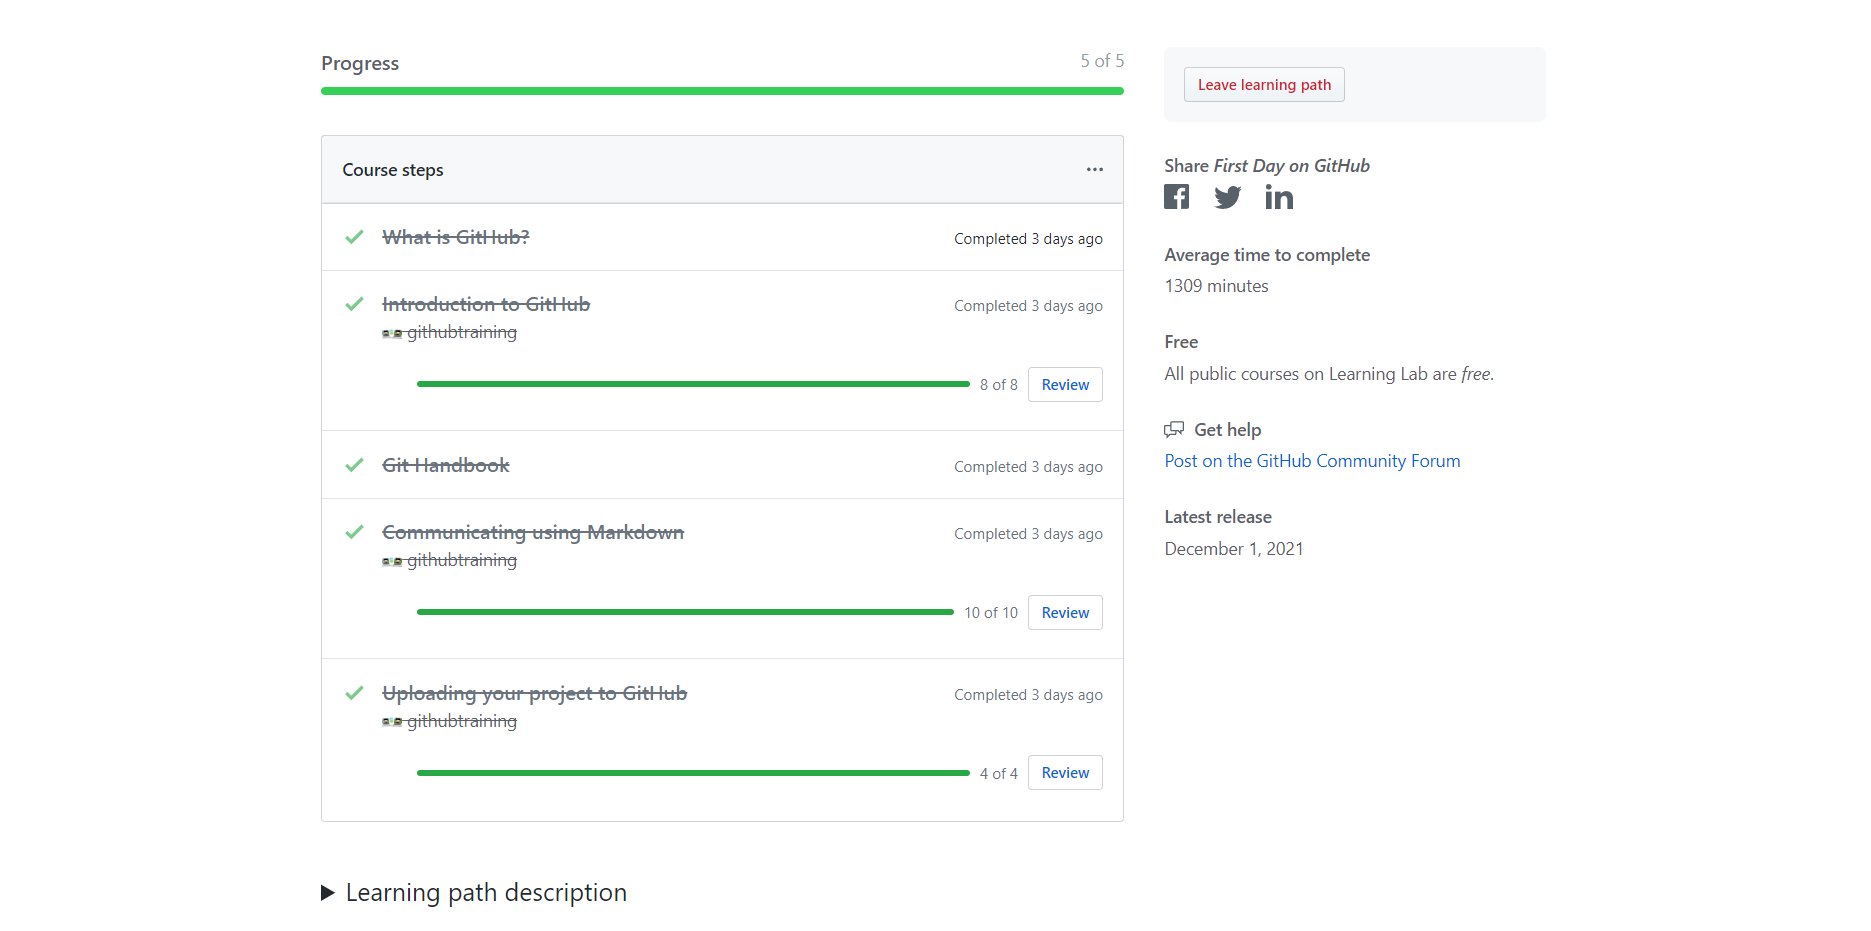 Progress
5 of 5
Course steps
What is GitHub?
Completed 3 days ago
Introduction to GitHub
Completed 3 days ago
githubtraining
8 of 8
Review
Git Handbook
Completed 3 days ago
Communicating using Markdown
Completed 3 days ago
githubtraining
10 of 10
Review
Uploading your project to GitHub
Completed 3 days ago
githubtraining
4 of 4
Review
Learning path description
Leave learning path
Share First Day on GitHub
Average time to complete
1309 minutes
Free
All public courses on Learning Lab are free.
Get help
Post on the GitHub Community Forum
Latest release
December 1, 2021